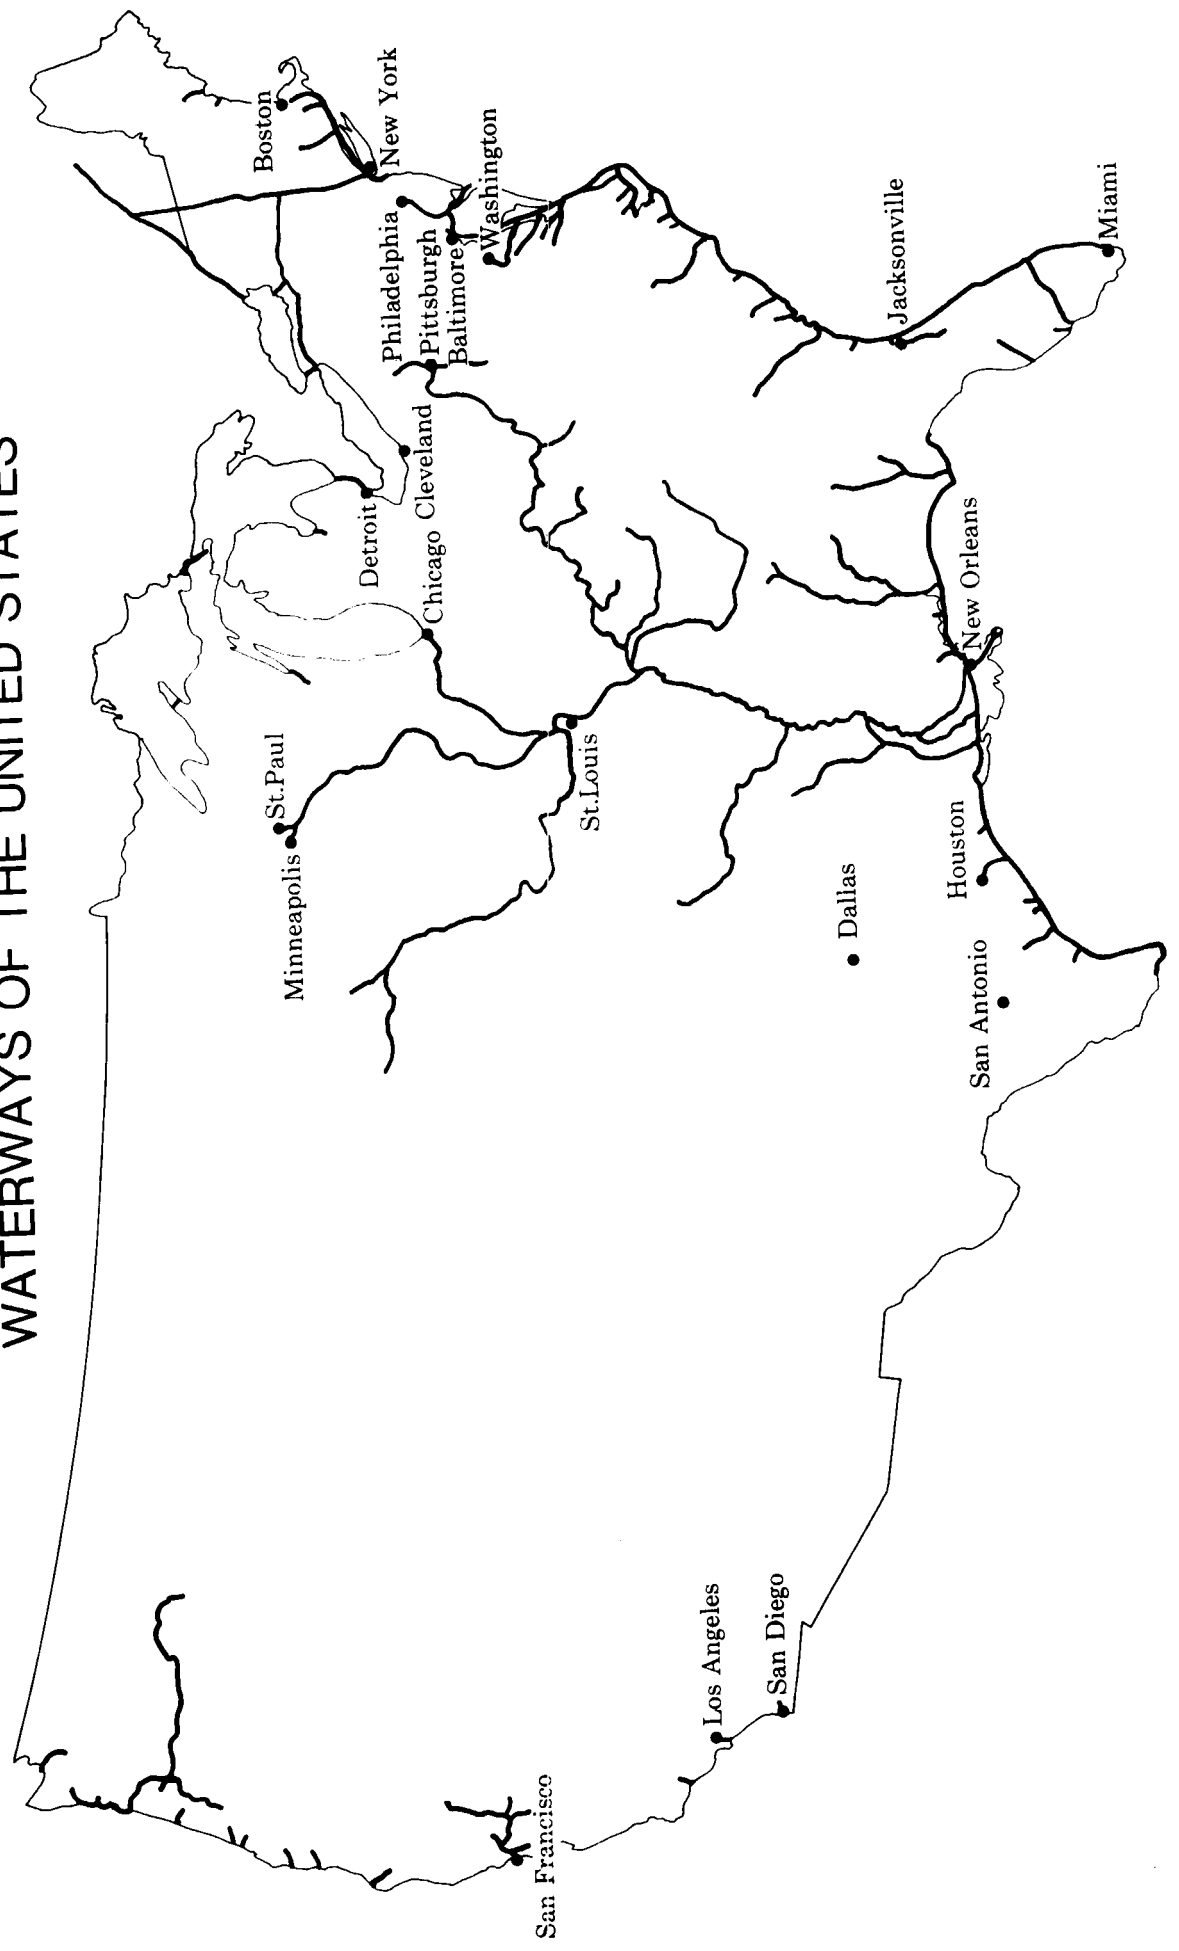 WATERWAYS OF THE UNITED STATES
Boston
New York
Philadelphia
Pittsburgh
Baltimore
Washington
Cleveland
Detroit
Chicago
St.Paul
Minneapolis
St.Louis
Jacksonville
Miami
New Orleans
Houston
Dallas
San Antonio
Los Angeles
San Diego
San Francisco